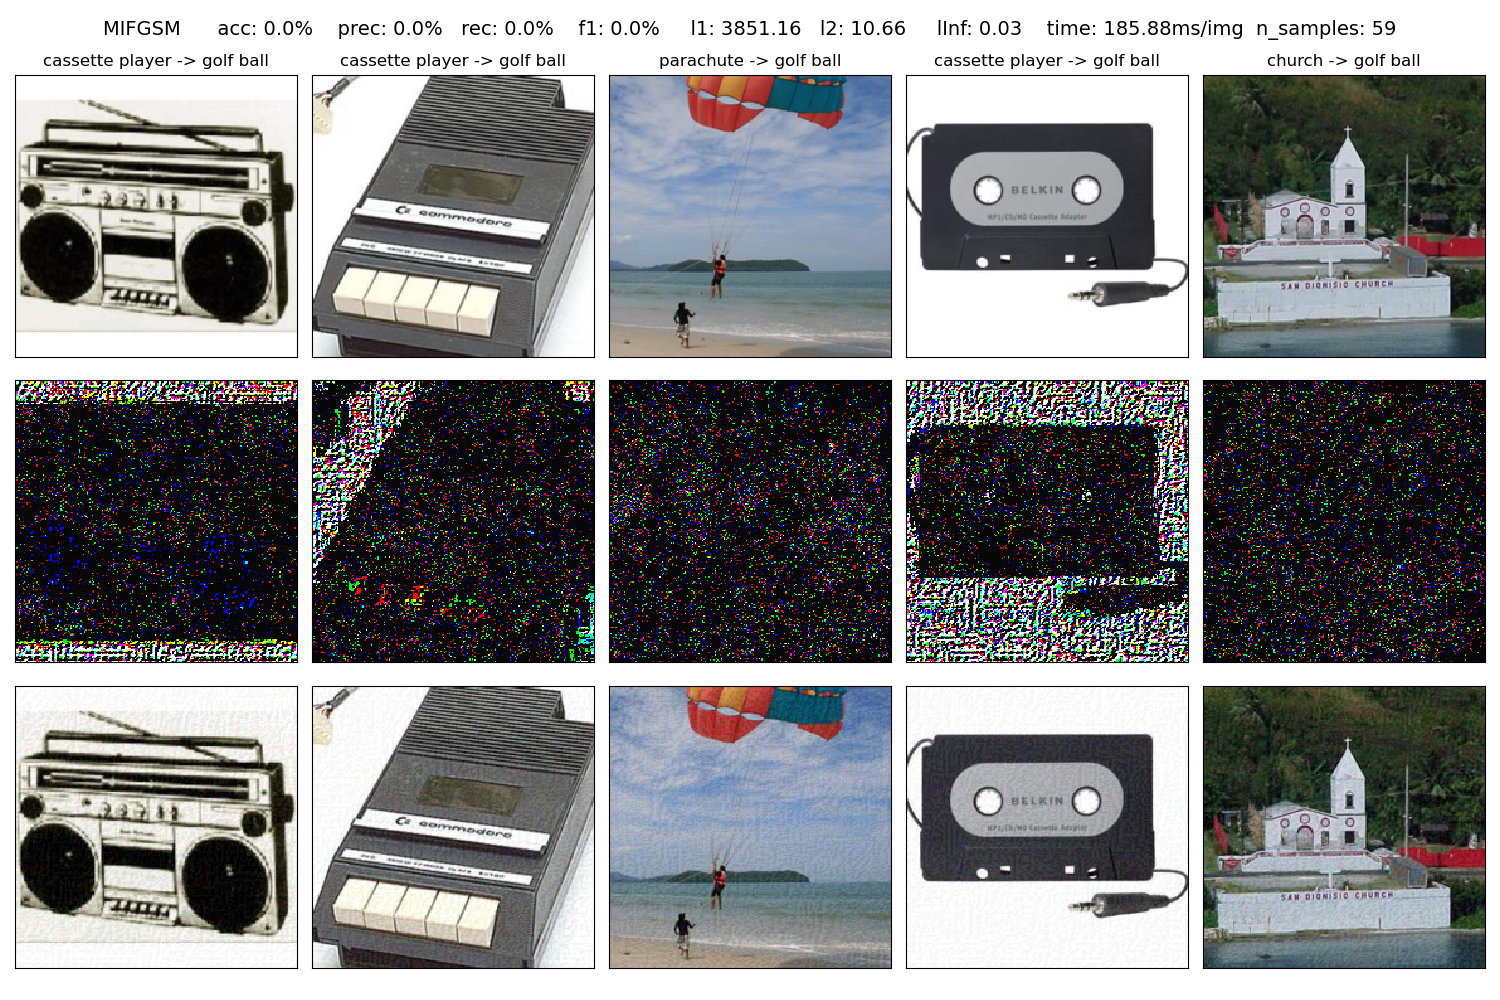 MIFGSM acc: 0.0% prec: 0.0% rec: 0.0% f1: 0.0% l1: 3851.16 l2: 10.66 lInf: 0.03 time: 185.88ms/img n_samples: 59
cassette player -> golf ball
cassette player -> golf ball
parachute -> golf ball
cassette player -> golf ball
church -> golf ball
commodore
BELKIN
MP3/CD/MD Cassette Adapter
SAN DIONISIO CHURCH
commodore
BELKIN
MP3/CD/MD Cassette Adapter
SAN DIONISIO CHURCH